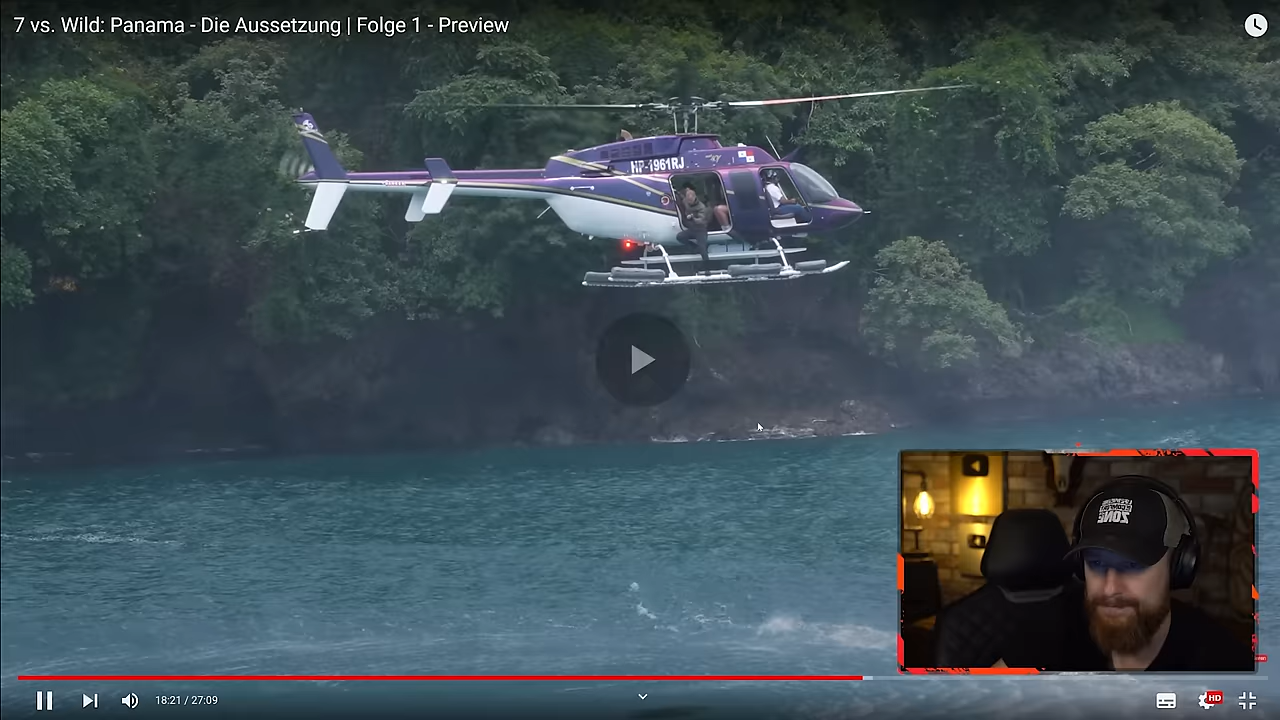 7 vs. Wild: Panama - Die Aussetzung | Folge 1 - Preview
HP-1961RJ
ZONE
18:21 / 27:09
HD